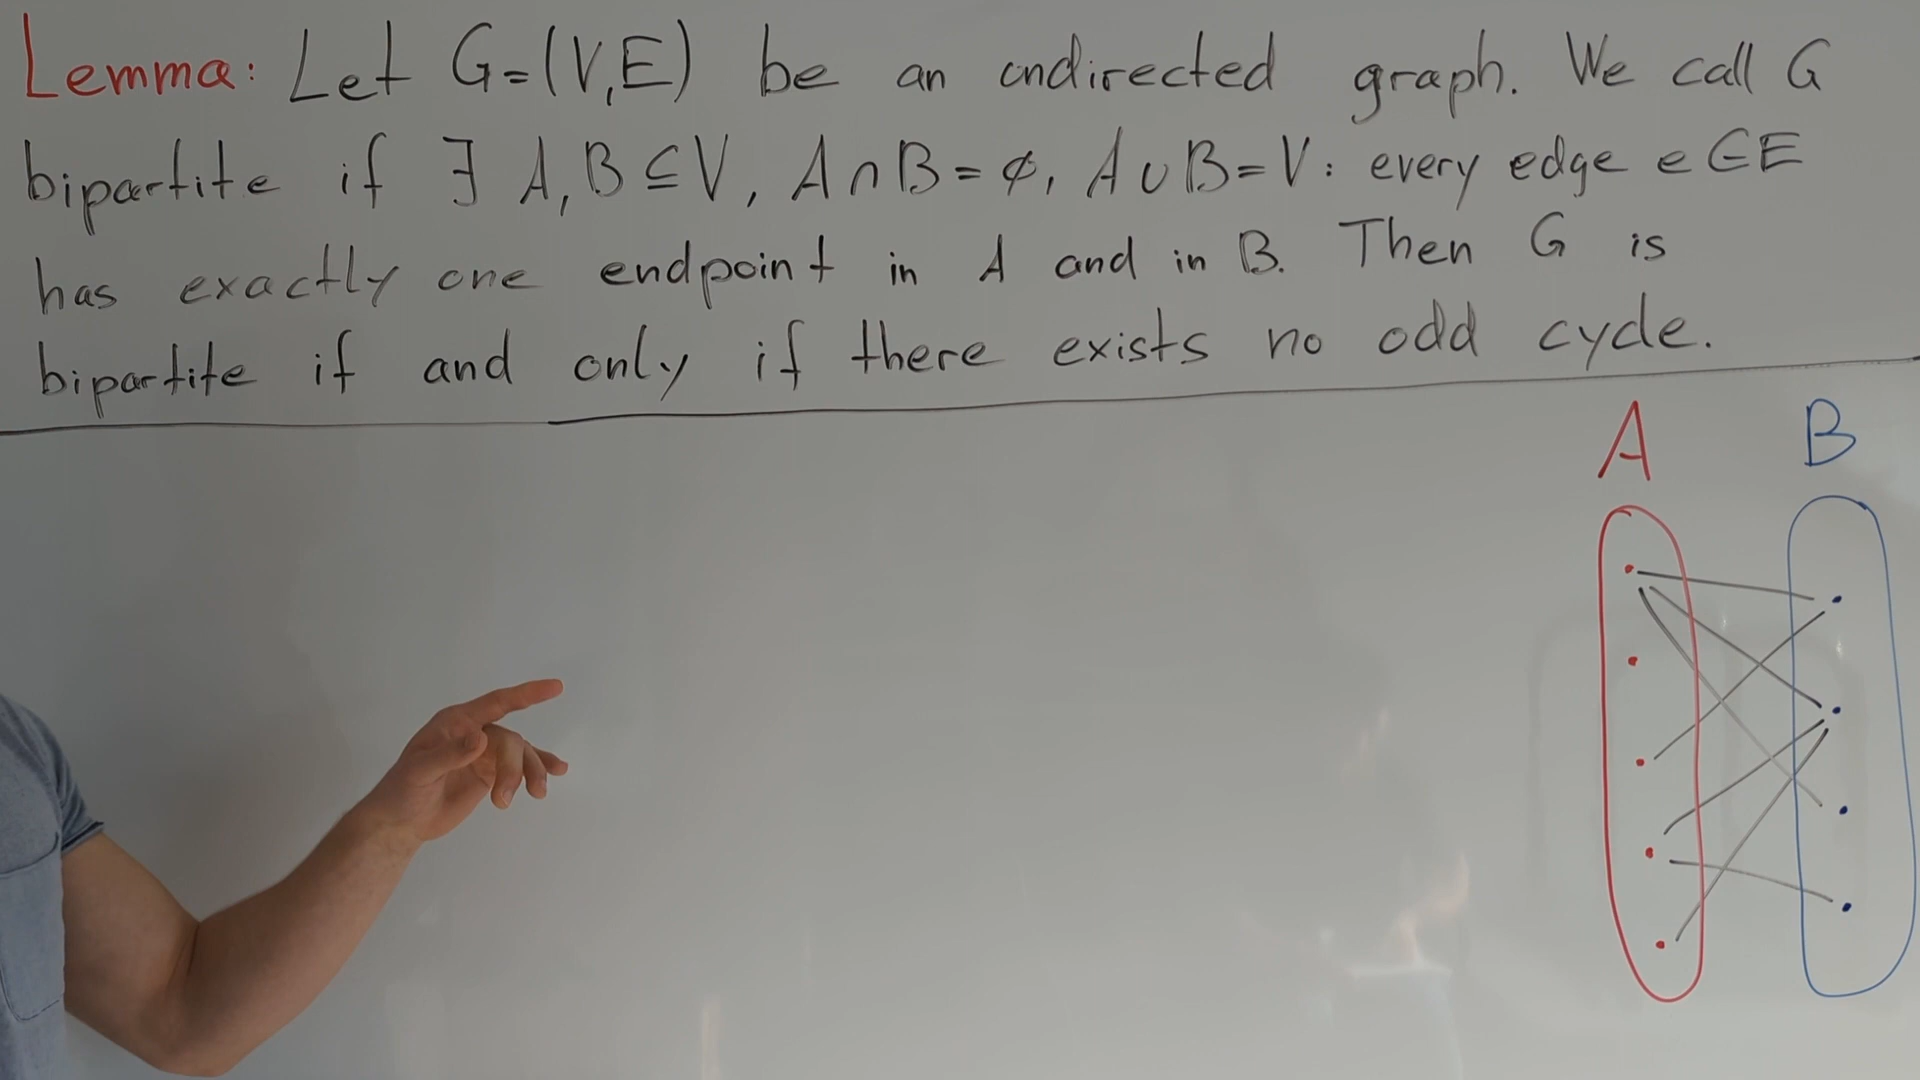 Lemma: Let G=(V,E) be an undirected graph. We call G
bipartite if ∃ A,B⊆V, A∩B=∅, A∪B=V: every edge e∈E
has exactly one endpoint in A and in B. Then G is
bipartite if and only if there exists no odd cycle.
A B